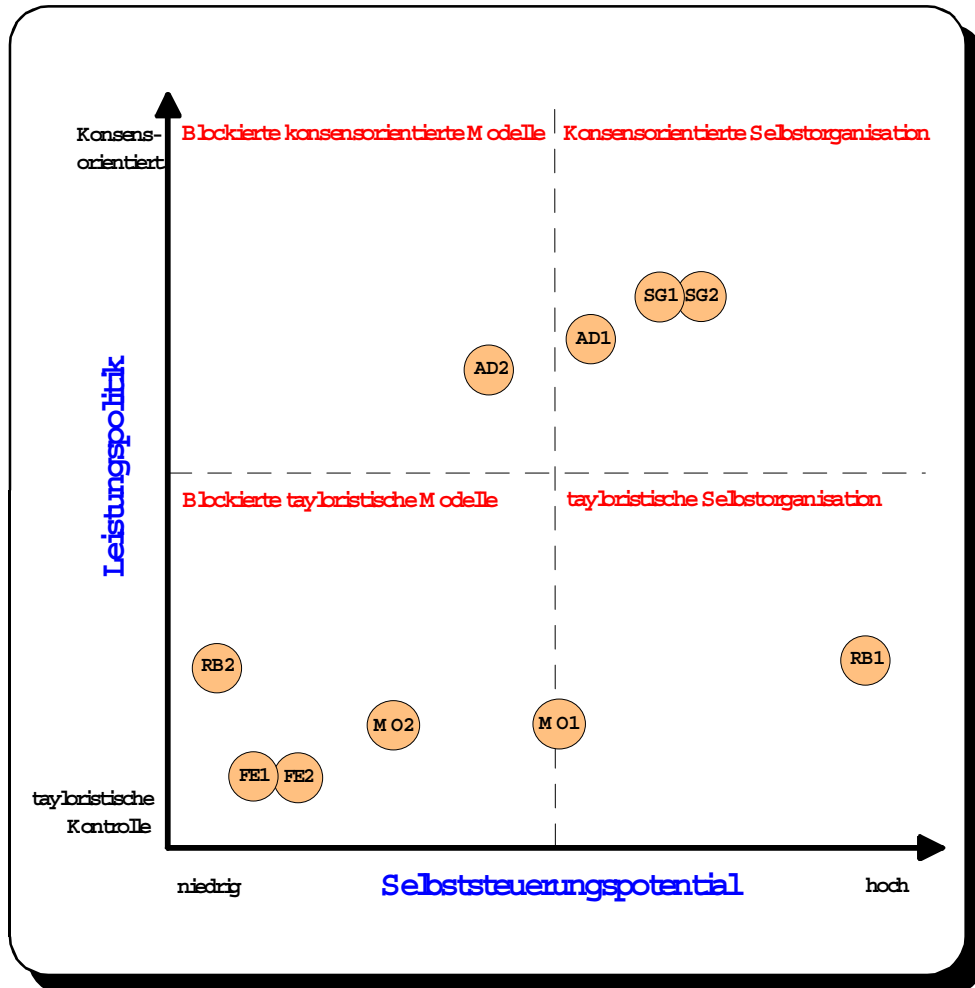 Konsens-
orientiert
Blockierte konsensorientierte Modelle
Konsensorientierte Selbstorganisation
SG1
SG2
AD1
AD2
Leistungspolitik
Blockierte tayloristische Modelle
tayloristische Selbstorganisation
RB2
RB1
MO2
MO1
FE1
FE2
tayloristische
Kontrolle
niedrig
Selbststeuerungspotential
hoch